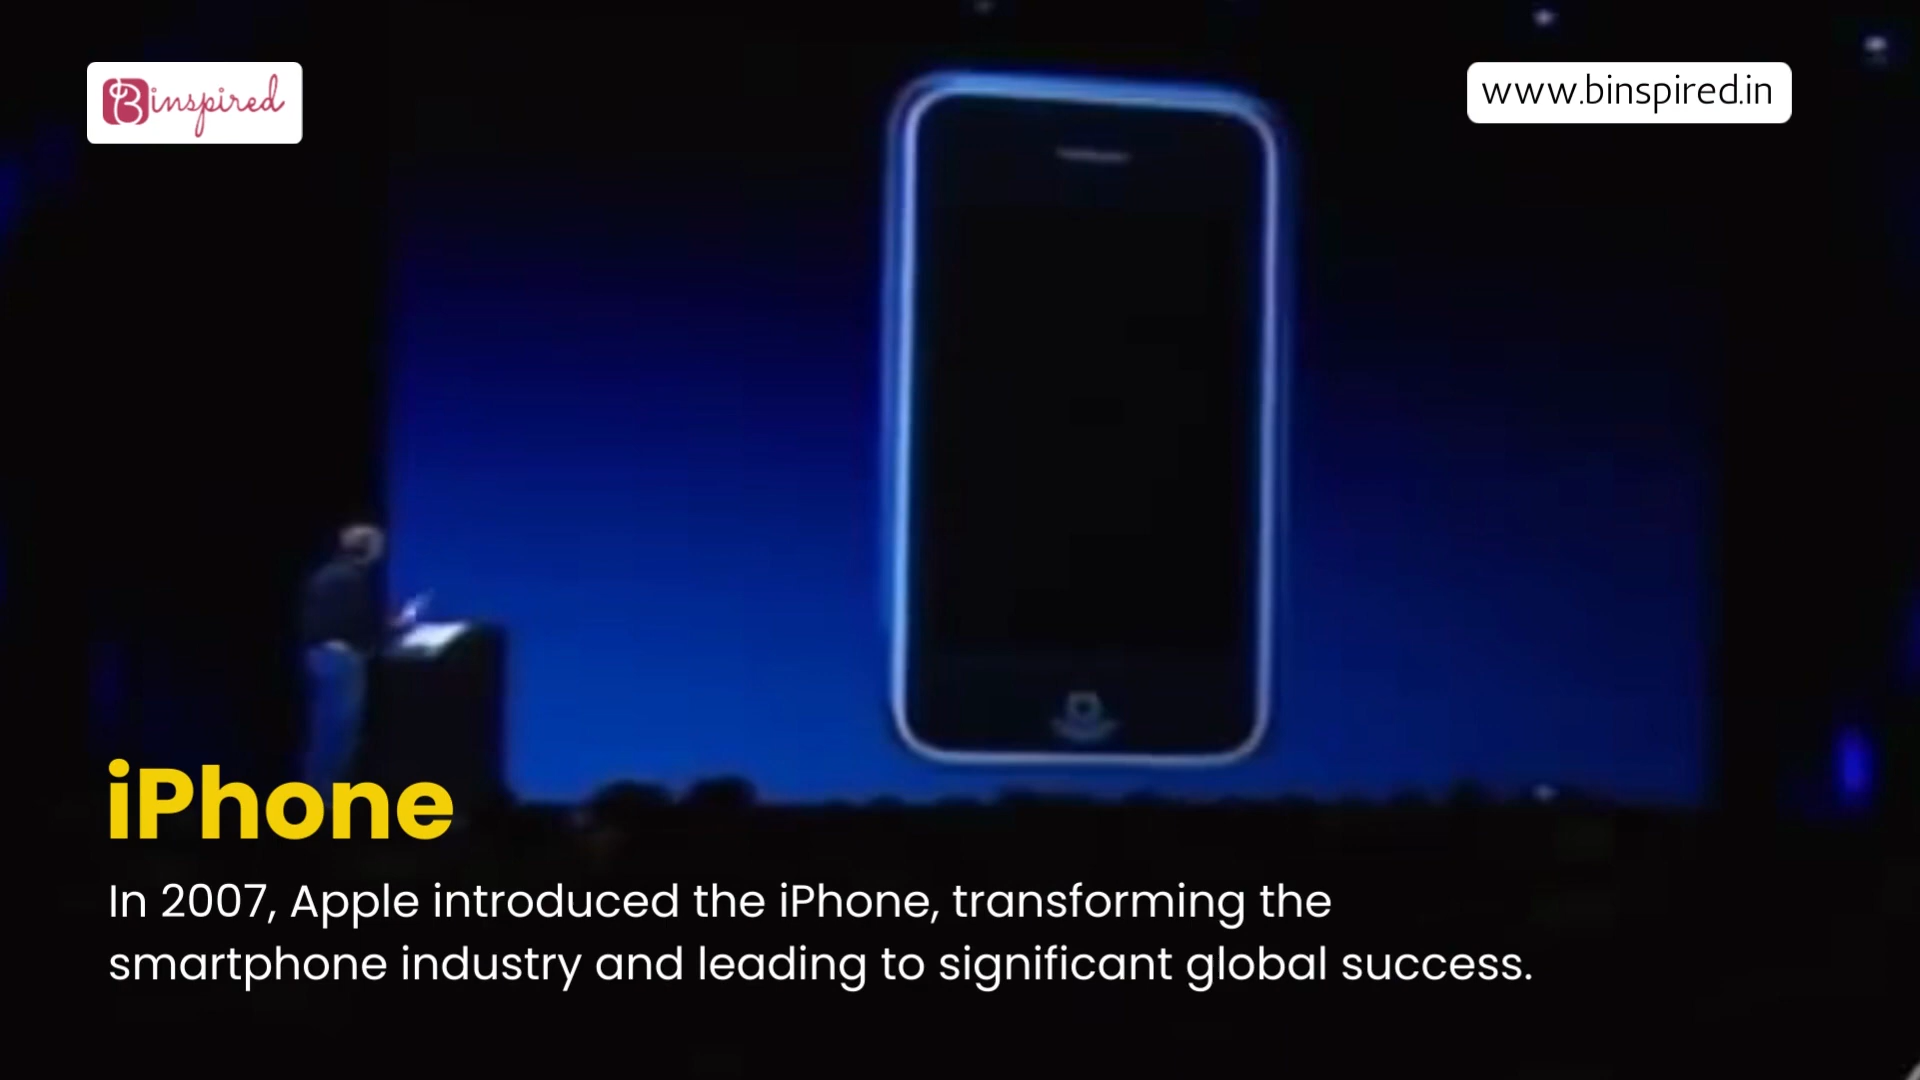 Binspired
www.binspired.in
iPhone
In 2007, Apple introduced the iPhone, transforming the
smartphone industry and leading to significant global success.